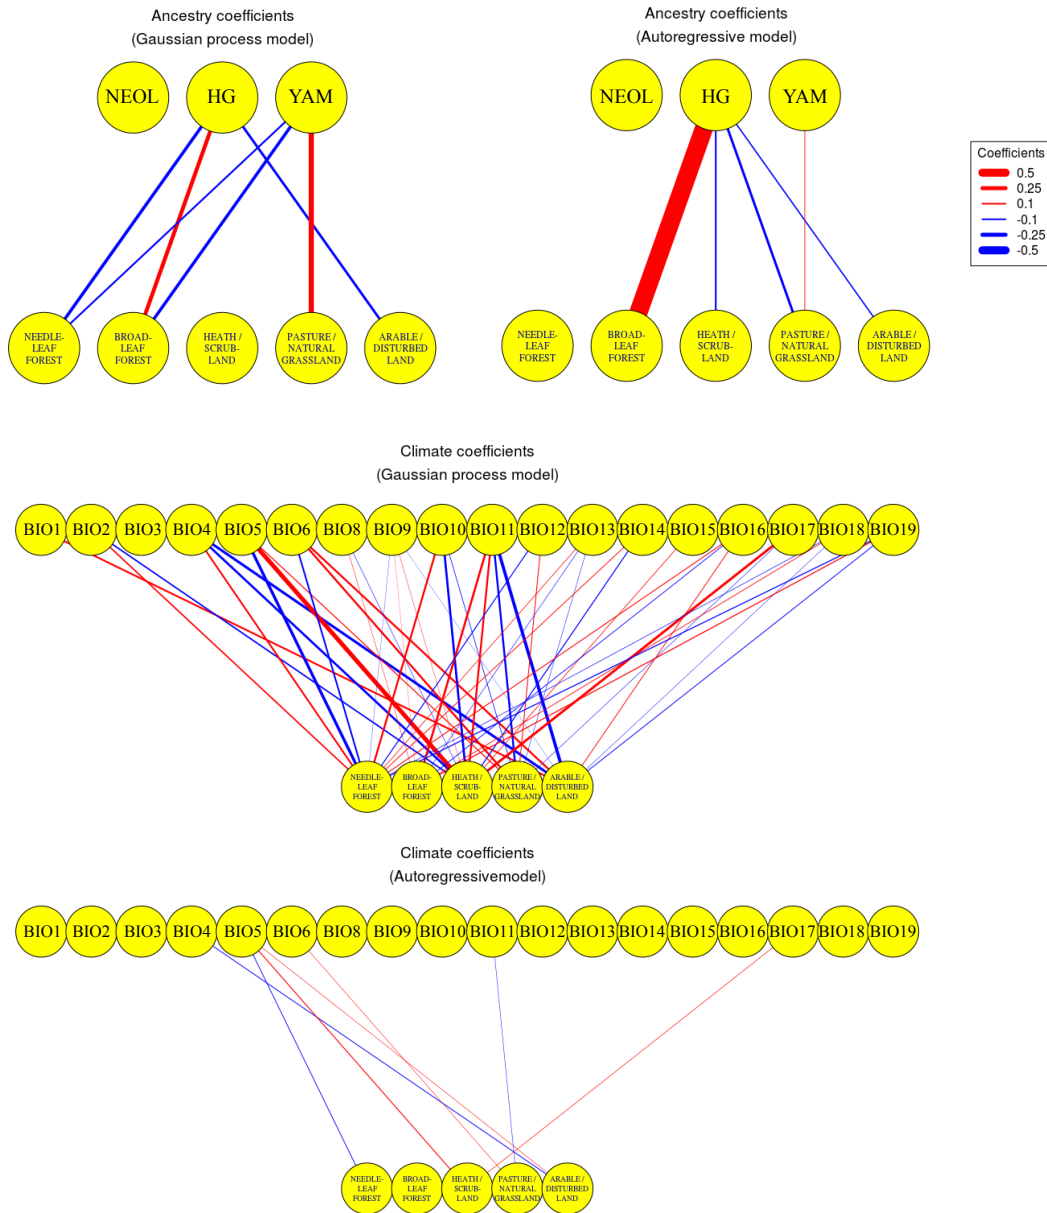 Ancestry coefficients
(Gaussian process model)
NEOL HG YAM
NEEDLE-
LEAF
FOREST
BROAD-
LEAF
FOREST
HEATH /
SCRUB-
LAND
PASTURE /
NATURAL
GRASSLAND
ARABLE /
DISTURBED
LAND
Ancestry coefficients
(Autoregressive model)
NEOL HG YAM
NEEDLE-
LEAF
FOREST
BROAD-
LEAF
FOREST
HEATH /
SCRUB-
LAND
PASTURE /
NATURAL
GRASSLAND
ARABLE /
DISTURBED
LAND
Coefficients
0.5
0.25
0.1
-0.1
-0.25
-0.5
Climate coefficients
(Gaussian process model)
BIO1 BIO2 BIO3 BIO4 BIO5 BIO6 BIO8 BIO9 BIO10 BIO11 BIO12 BIO13 BIO14 BIO15 BIO16 BIO17 BIO18 BIO19
NEEDLE-
LEAF
FOREST
BROAD-
LEAF
FOREST
HEATH /
SCRUB-
LAND
PASTURE /
NATURAL
GRASSLAND
ARABLE /
DISTURBED
LAND
Climate coefficients
(Autoregressivemodel)
BIO1 BIO2 BIO3 BIO4 BIO5 BIO6 BIO8 BIO9 BIO10 BIO11 BIO12 BIO13 BIO14 BIO15 BIO16 BIO17 BIO18 BIO19
NEEDLE-
LEAF
FOREST
BROAD-
LEAF
FOREST
HEATH /
SCRUB-
LAND
PASTURE /
NATURAL
GRASSLAND
ARABLE /
DISTURBED
LAND